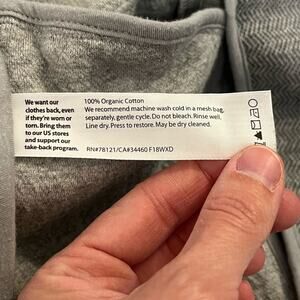 We want our
clothes back, even
if they're worn or
torn. Bring them
to our US stores
and support our
take-back program.
100% Organic Cotton
We recommend machine wash cold in a mesh bag,
separately, gentle cycle. Do not bleach. Rinse well.
Line dry. Press to restore. May be dry cleaned.
RN#78121/CA#34460 F18WXD